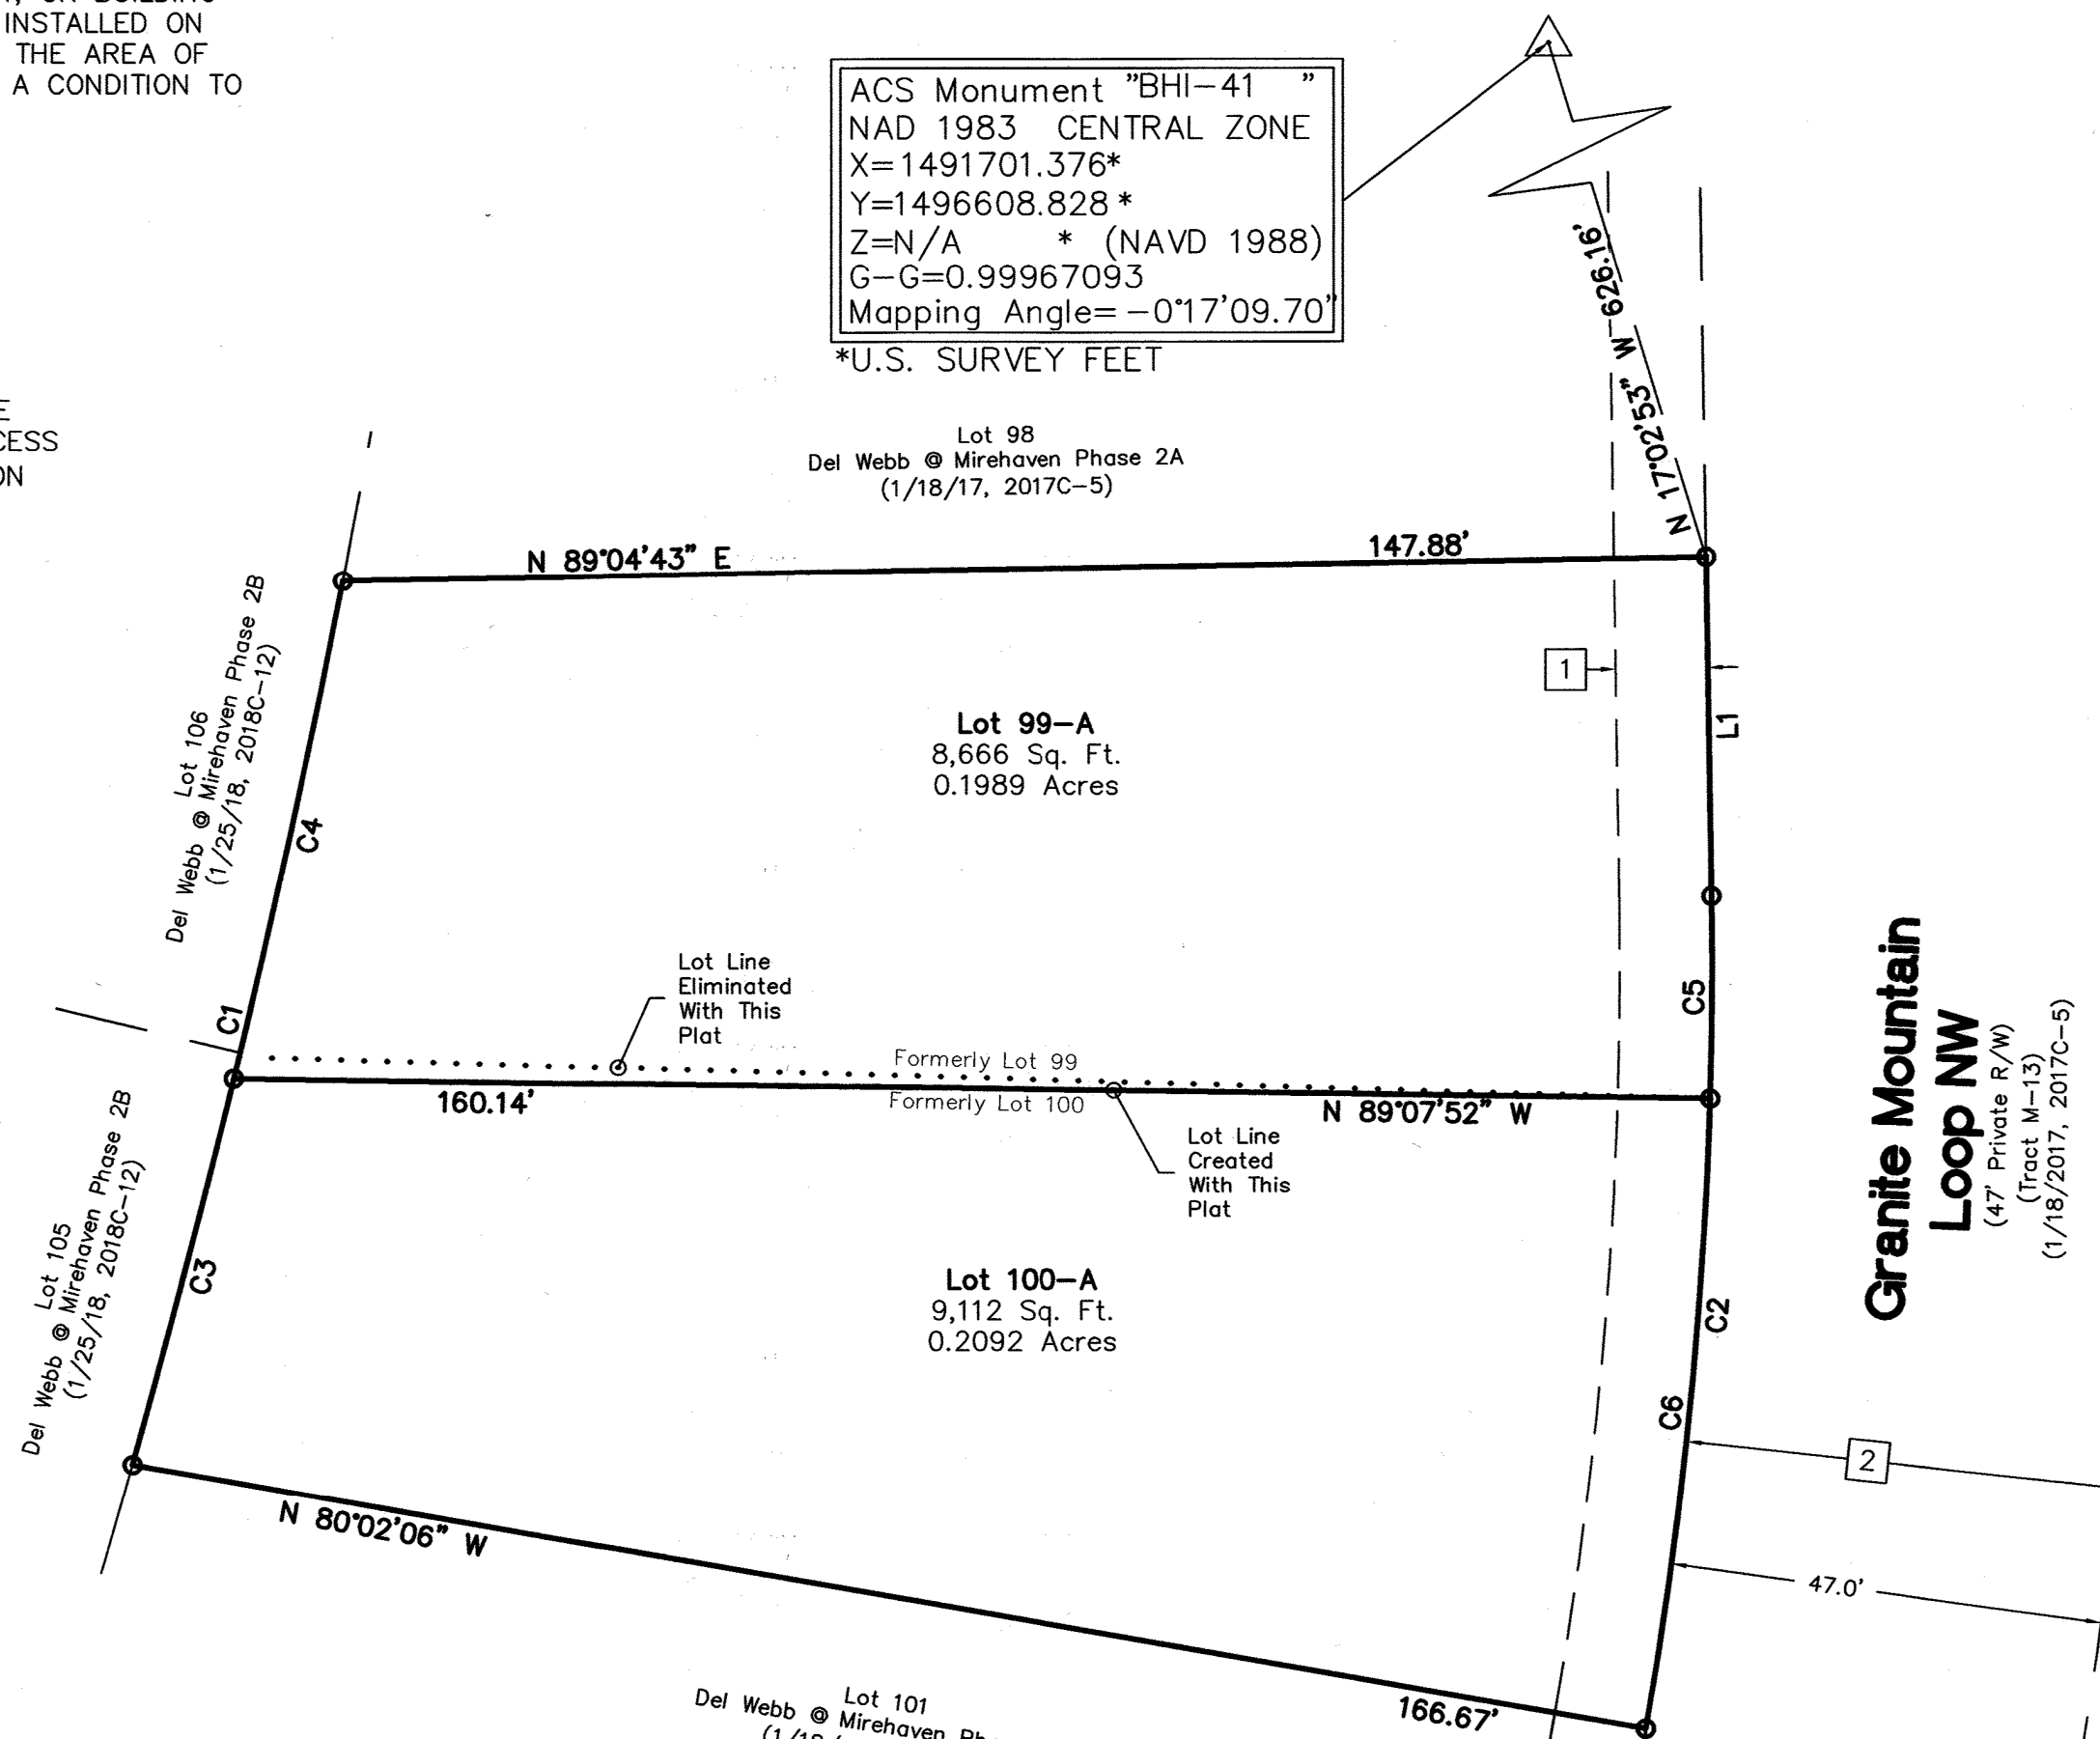 INSTALLED ON
THE AREA OF
A CONDITION TO
ACS Monument "BHI-41 "
NAD 1983 CENTRAL ZONE
X=1491701.376*
Y=1496608.828 *
Z=N/A * (NAVD 1988)
G-G=0.99967093
Mapping Angle= -0°17'09.70"
*U.S. SURVEY FEET
N 17°02'53" W 626.16'
Lot 98
Del Webb @ Mirehaven Phase 2A
(1/18/17, 2017C-5)
N 89°04'43" E
147.88'
Lot 106
Del Webb @ Mirehaven Phase 2B
(1/25/18, 2018C-12)
1
L1
Lot 99-A
8,666 Sq. Ft.
0.1989 Acres
C4
C1
C5
Lot Line
Eliminated
With This
Plat
Formerly Lot 99
160.14'
Formerly Lot 100
N 89°07'52" W
Lot Line
Created
With This
Plat
Granite Mountain
Loop NW
(47' Private R/W)
(Tract M-13)
(1/18/2017, 2017C-5)
Lot 105
Del Webb @ Mirehaven Phase 2B
(1/25/18, 2018C-12)
C3
Lot 100-A
9,112 Sq. Ft.
0.2092 Acres
C2
C6
2
47.0'
N 80°02'06" W
166.67'
Lot 101
Del Webb @ Mirehaven